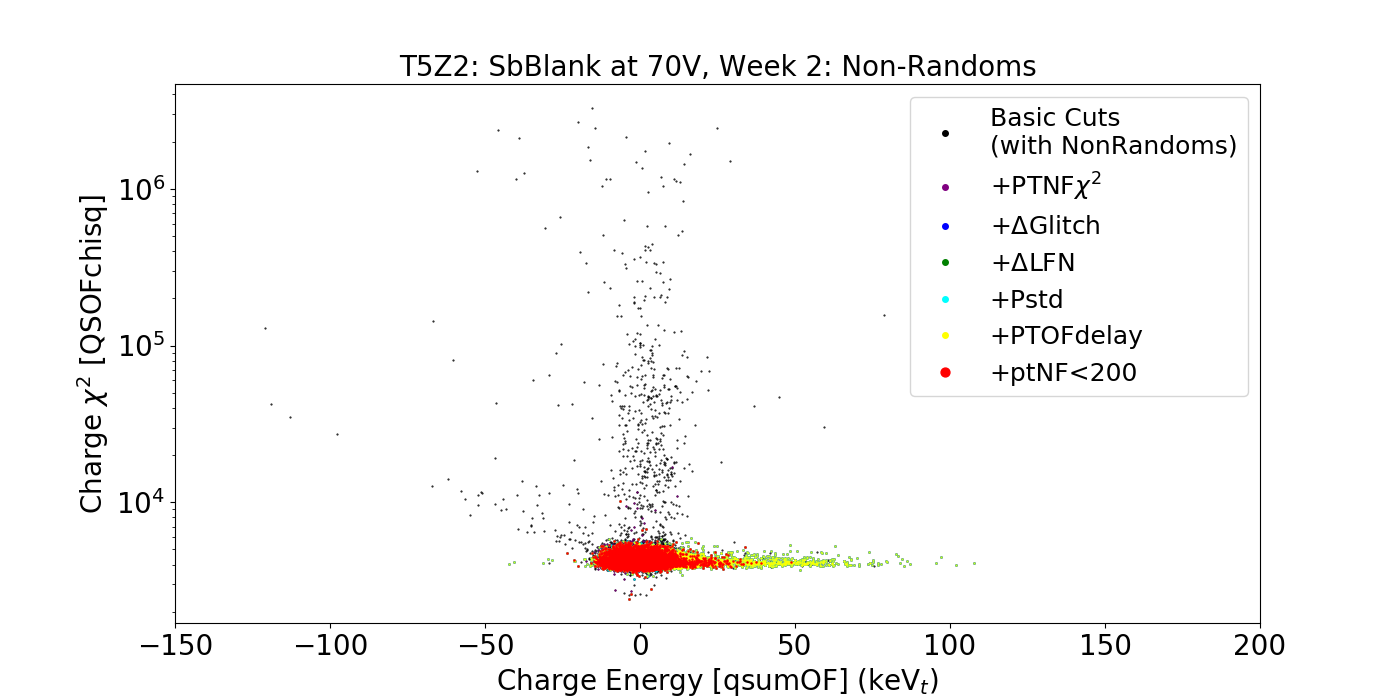 T5Z2: SbBlank at 70V, Week 2: Non-Randoms
Basic Cuts
(with NonRandoms)
+PTNFχ²
+ΔGlitch
+ΔLFN
+Pstd
+PTOFdelay
+ptNF<200
Charge χ² [QSOFchisq]
10⁶
10⁵
10⁴
−150 −100 −50 0 50 100 150 200
Charge Energy [qsumOF] (keVₜ)